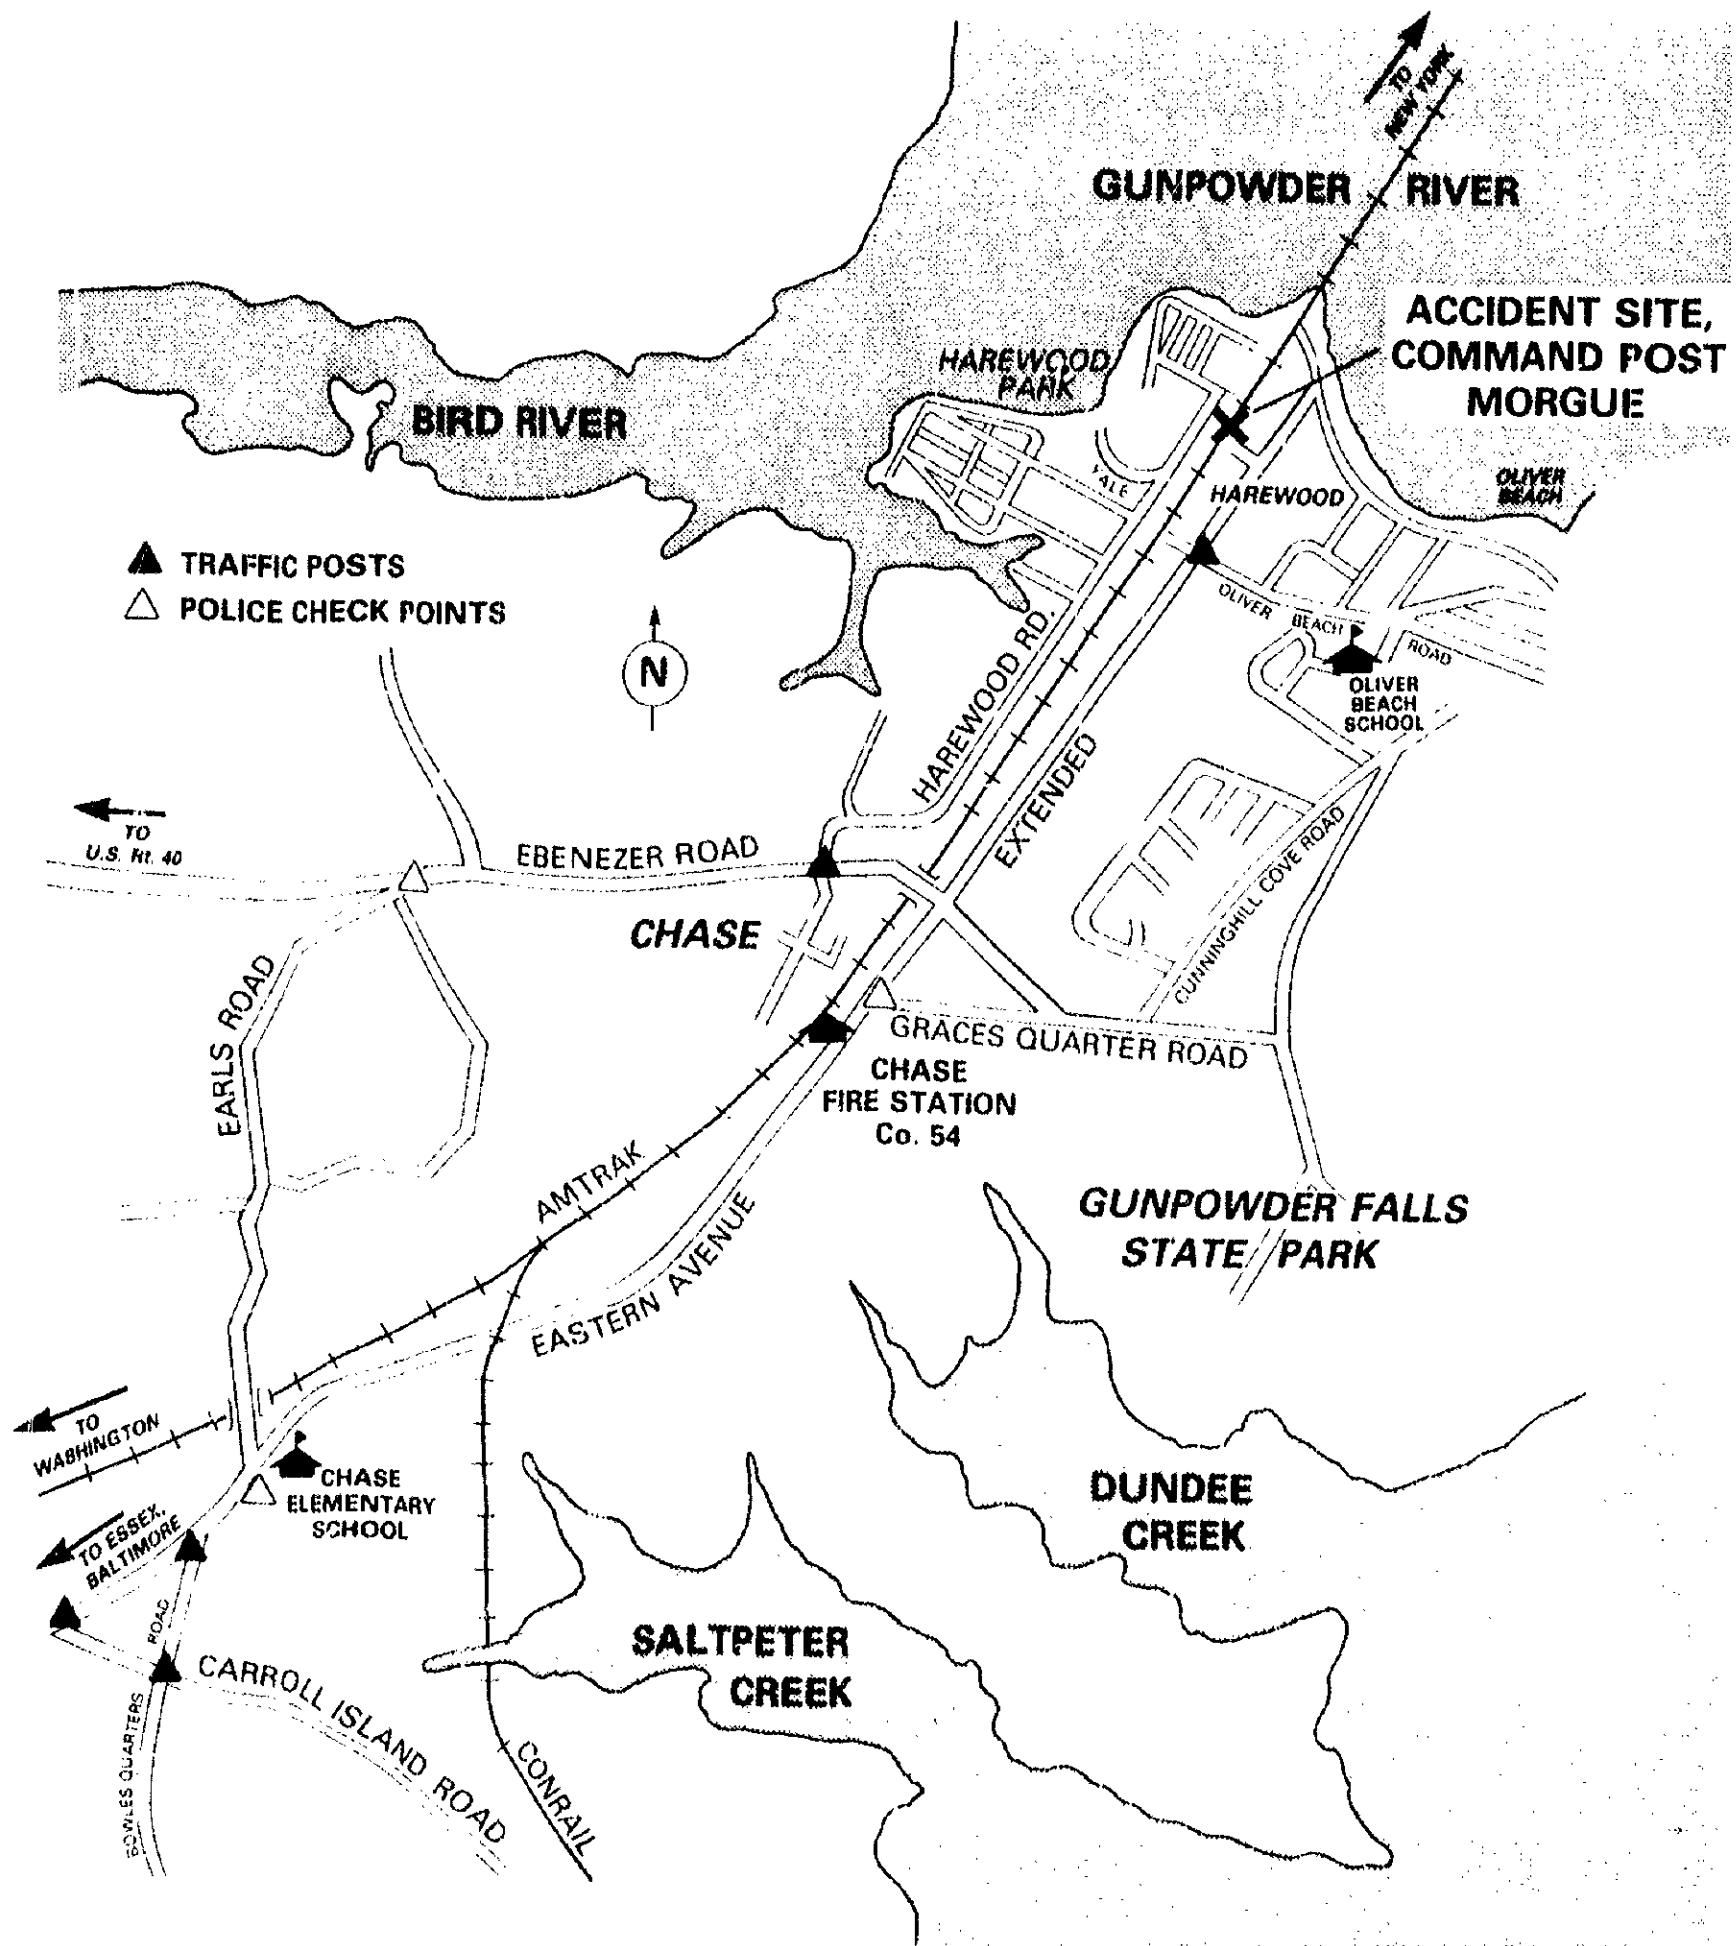 TO
NEW YORK
GUNPOWDER RIVER
ACCIDENT SITE,
COMMAND POST
MORGUE
HAREWOOD
PARK
BIRD RIVER
YALE
HAREWOOD
OLIVER
BEACH
TRAFFIC POSTS
POLICE CHECK POINTS
N
OLIVER BEACH ROAD
OLIVER
BEACH
SCHOOL
HAREWOOD RD.
EXTENDED
TO
U.S. Rt. 40
EBENEZER ROAD
CUNNINGHILL COVE ROAD
CHASE
EARLS ROAD
GRACES QUARTER ROAD
CHASE
FIRE STATION
Co. 54
AMTRAK
EASTERN AVENUE
GUNPOWDER FALLS
STATE PARK
TO
WASHINGTON
CHASE
ELEMENTARY
SCHOOL
TO ESSEX,
BALTIMORE
DUNDEE
CREEK
SALTPETER
CREEK
CARROLL ISLAND ROAD
QUARTERS ROAD
CONRAIL